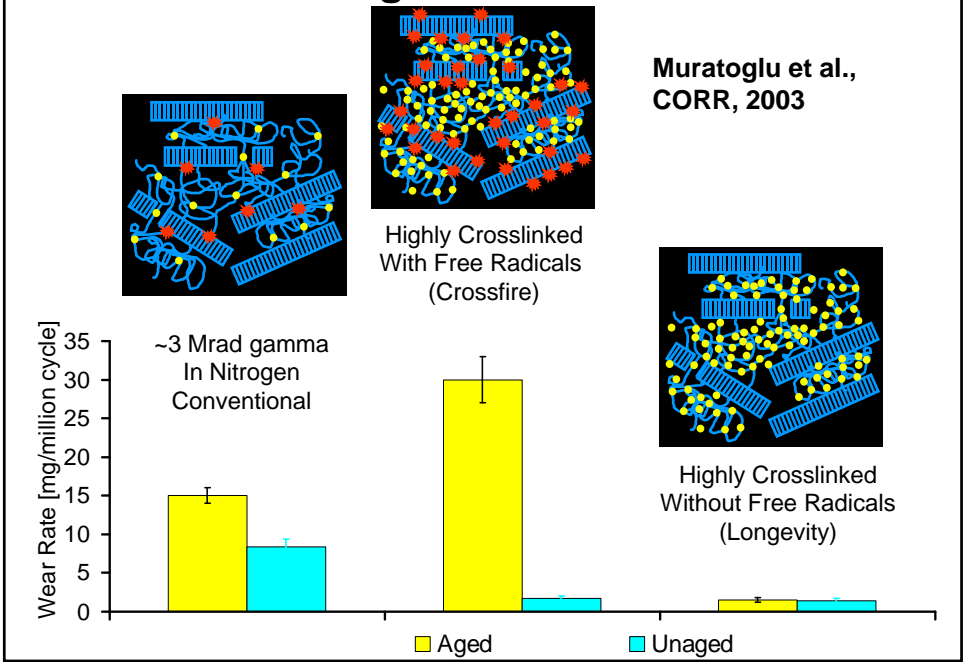 Muratoglu et al.,
CORR, 2003
Highly Crosslinked
With Free Radicals
(Crossfire)
~3 Mrad gamma
In Nitrogen
Conventional
Highly Crosslinked
Without Free Radicals
(Longevity)
Wear Rate [mg/million cycle]
35
30
25
20
15
10
5
0
Aged
Unaged